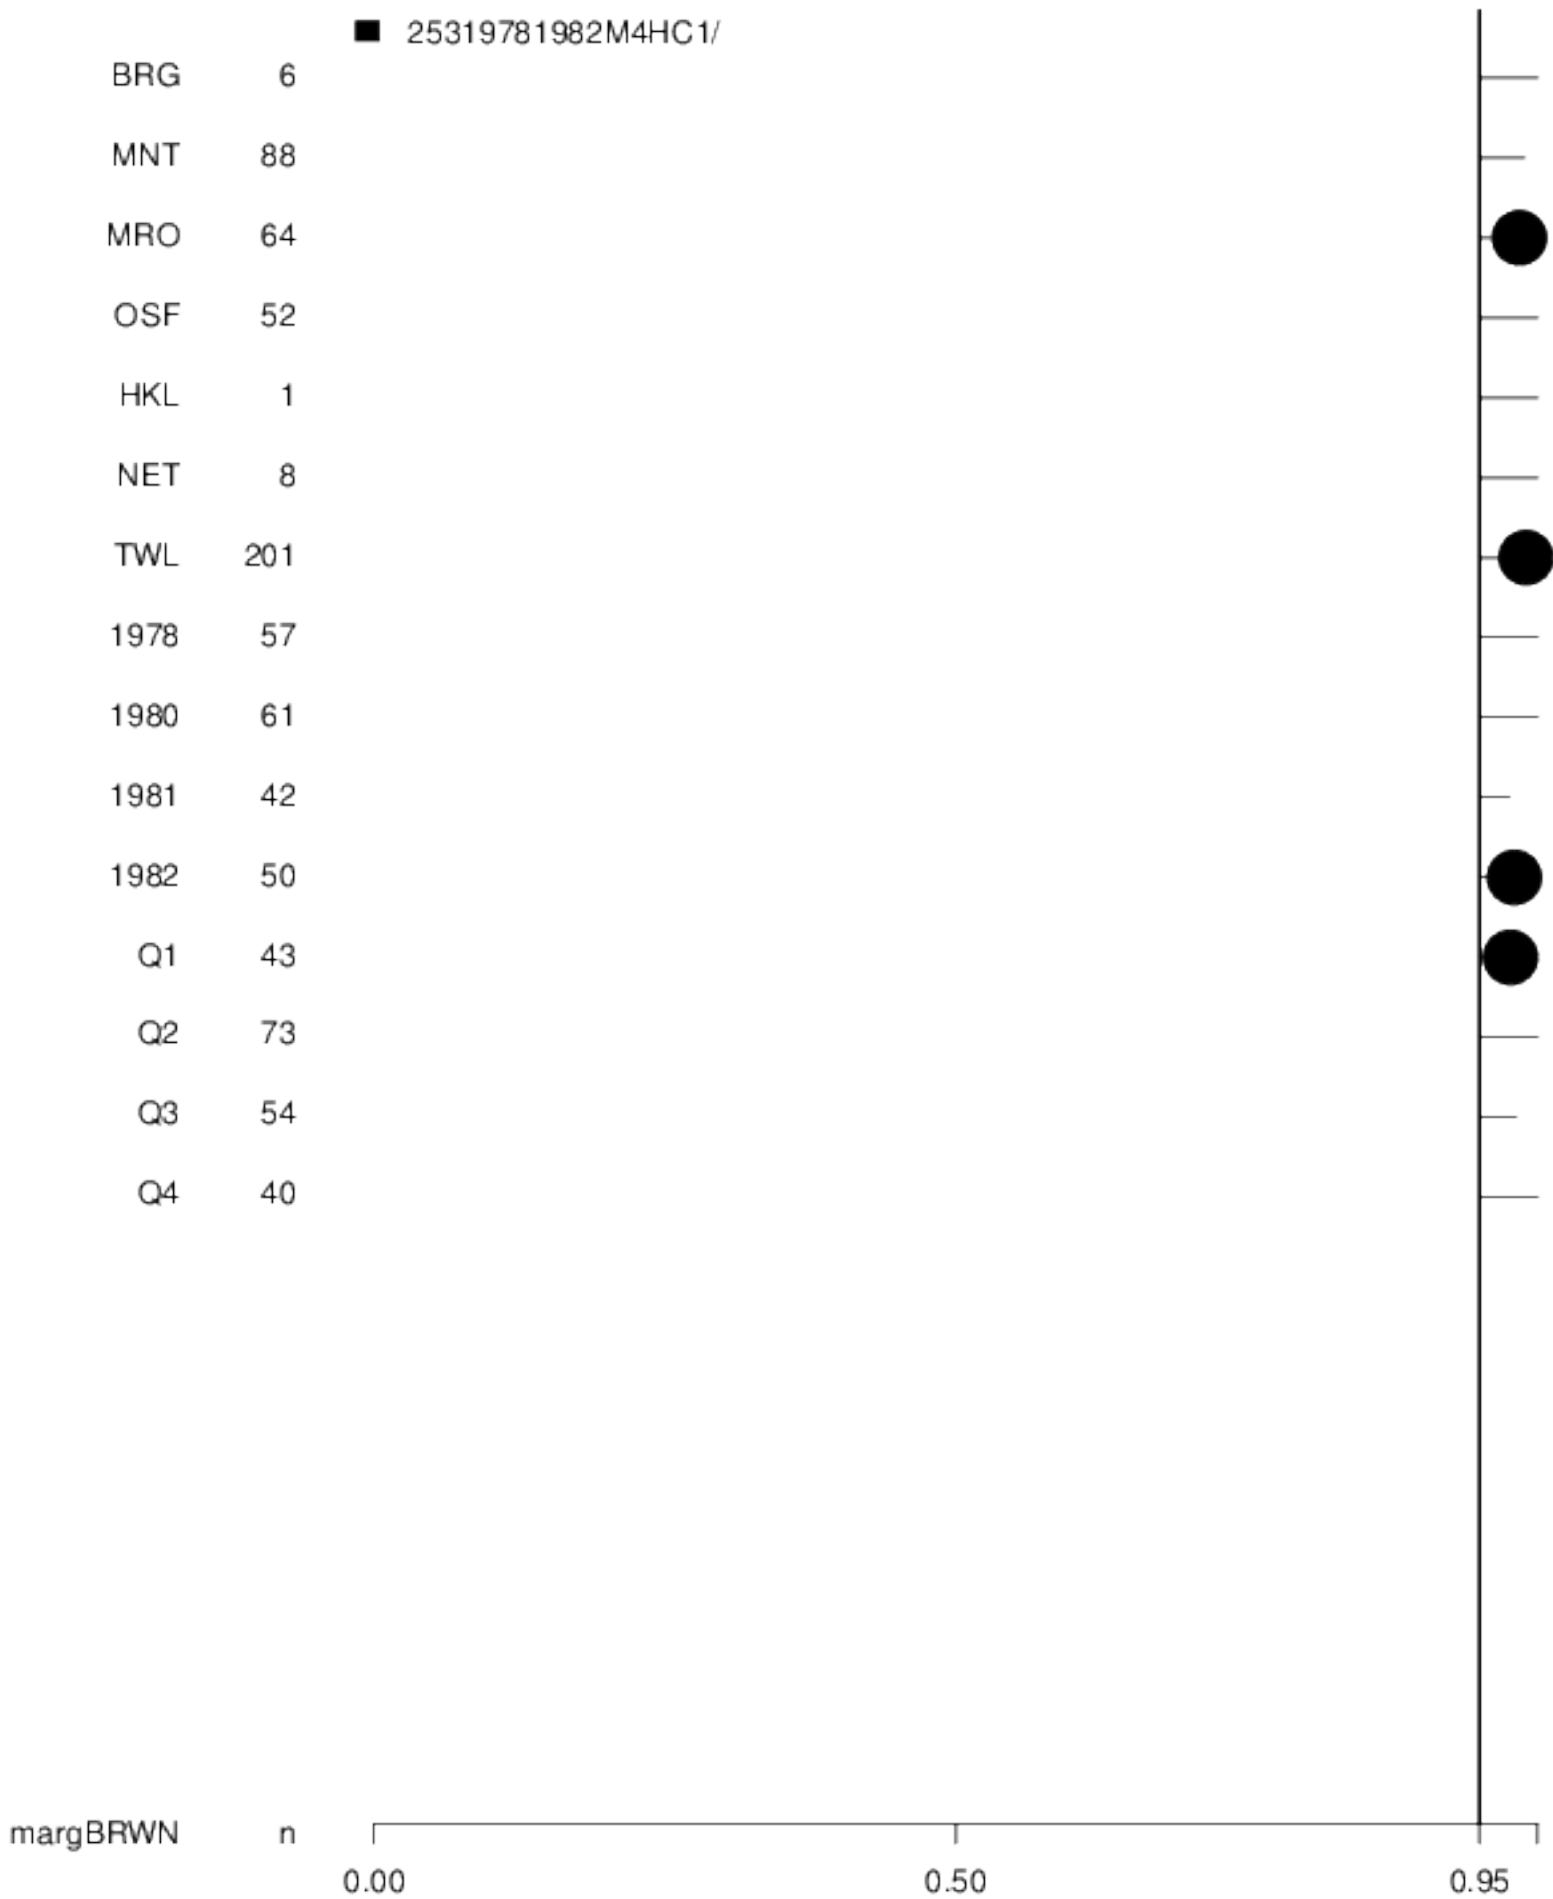 25319781982M4HC1/
BRG 6
MNT 88
MRO 64
OSF 52
HKL 1
NET 8
TWL 201
1978 57
1980 61
1981 42
1982 50
Q1 43
Q2 73
Q3 54
Q4 40
margBRWN n
0.00 0.50 0.95